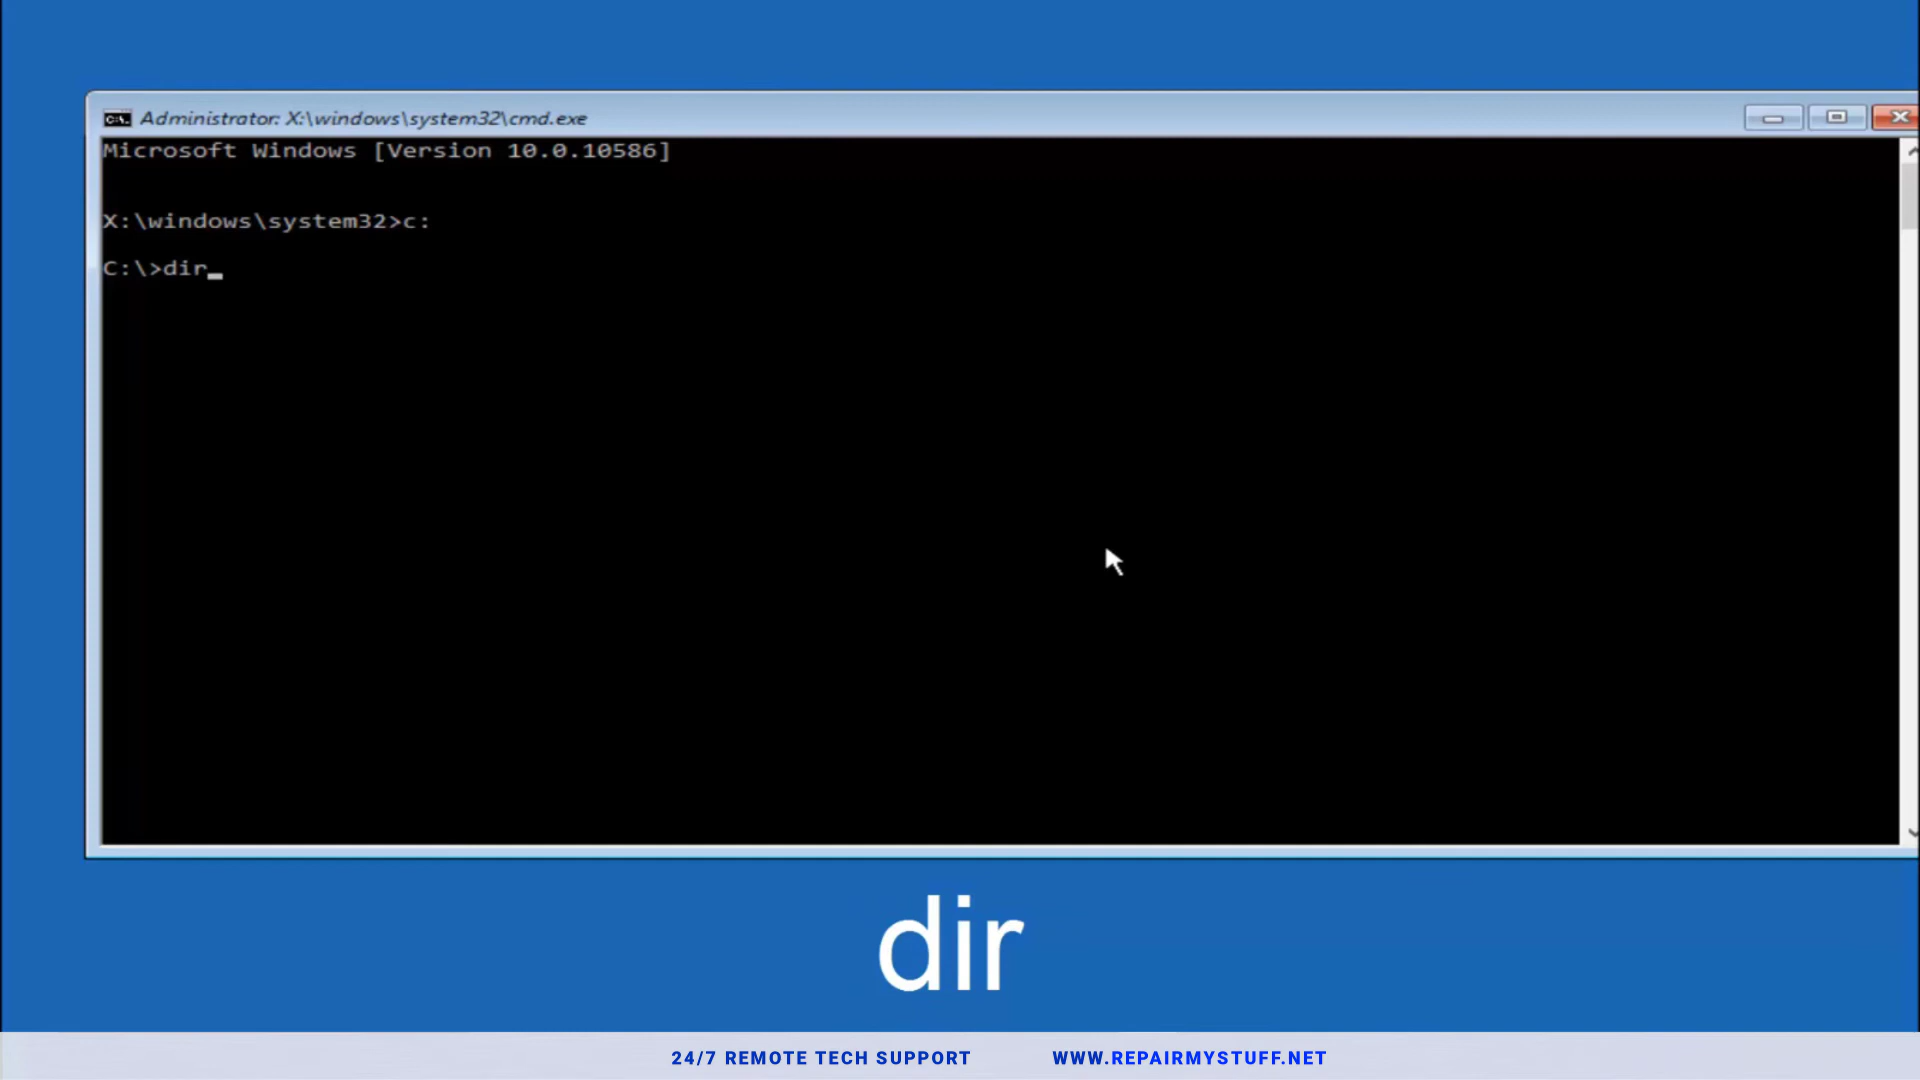 Administrator: X:\windows\system32\cmd.exe
Microsoft Windows [Version 10.0.10586]
X:\windows\system32>c:
C:\>dir_
dir
24/7 REMOTE TECH SUPPORT WWW.REPAIRMYSTUFF.NET